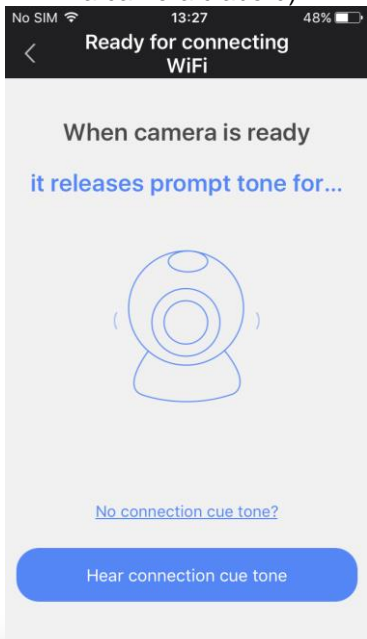 No SIM 13:27 48%
Ready for connecting
WiFi
When camera is ready
it releases prompt tone for...
No connection cue tone?
Hear connection cue tone